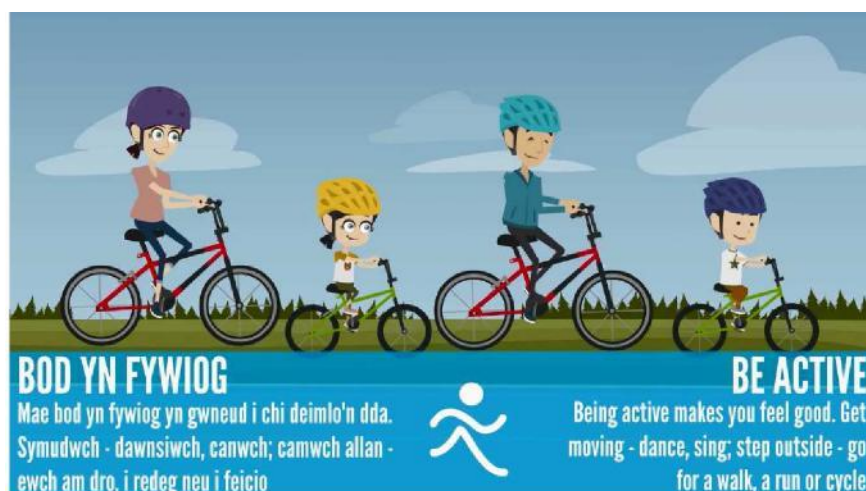 BOD YN FYWIOG
Mae bod yn fywiog yn gwneud i chi deimlo'n dda.
Symudwch - dawnsiwch, canwch; camwch allan -
ewch am dro, i redeg neu i feicio
BE ACTIVE
Being active makes you feel good. Get
moving - dance, sing; step outside - go
for a walk, a run or cycle